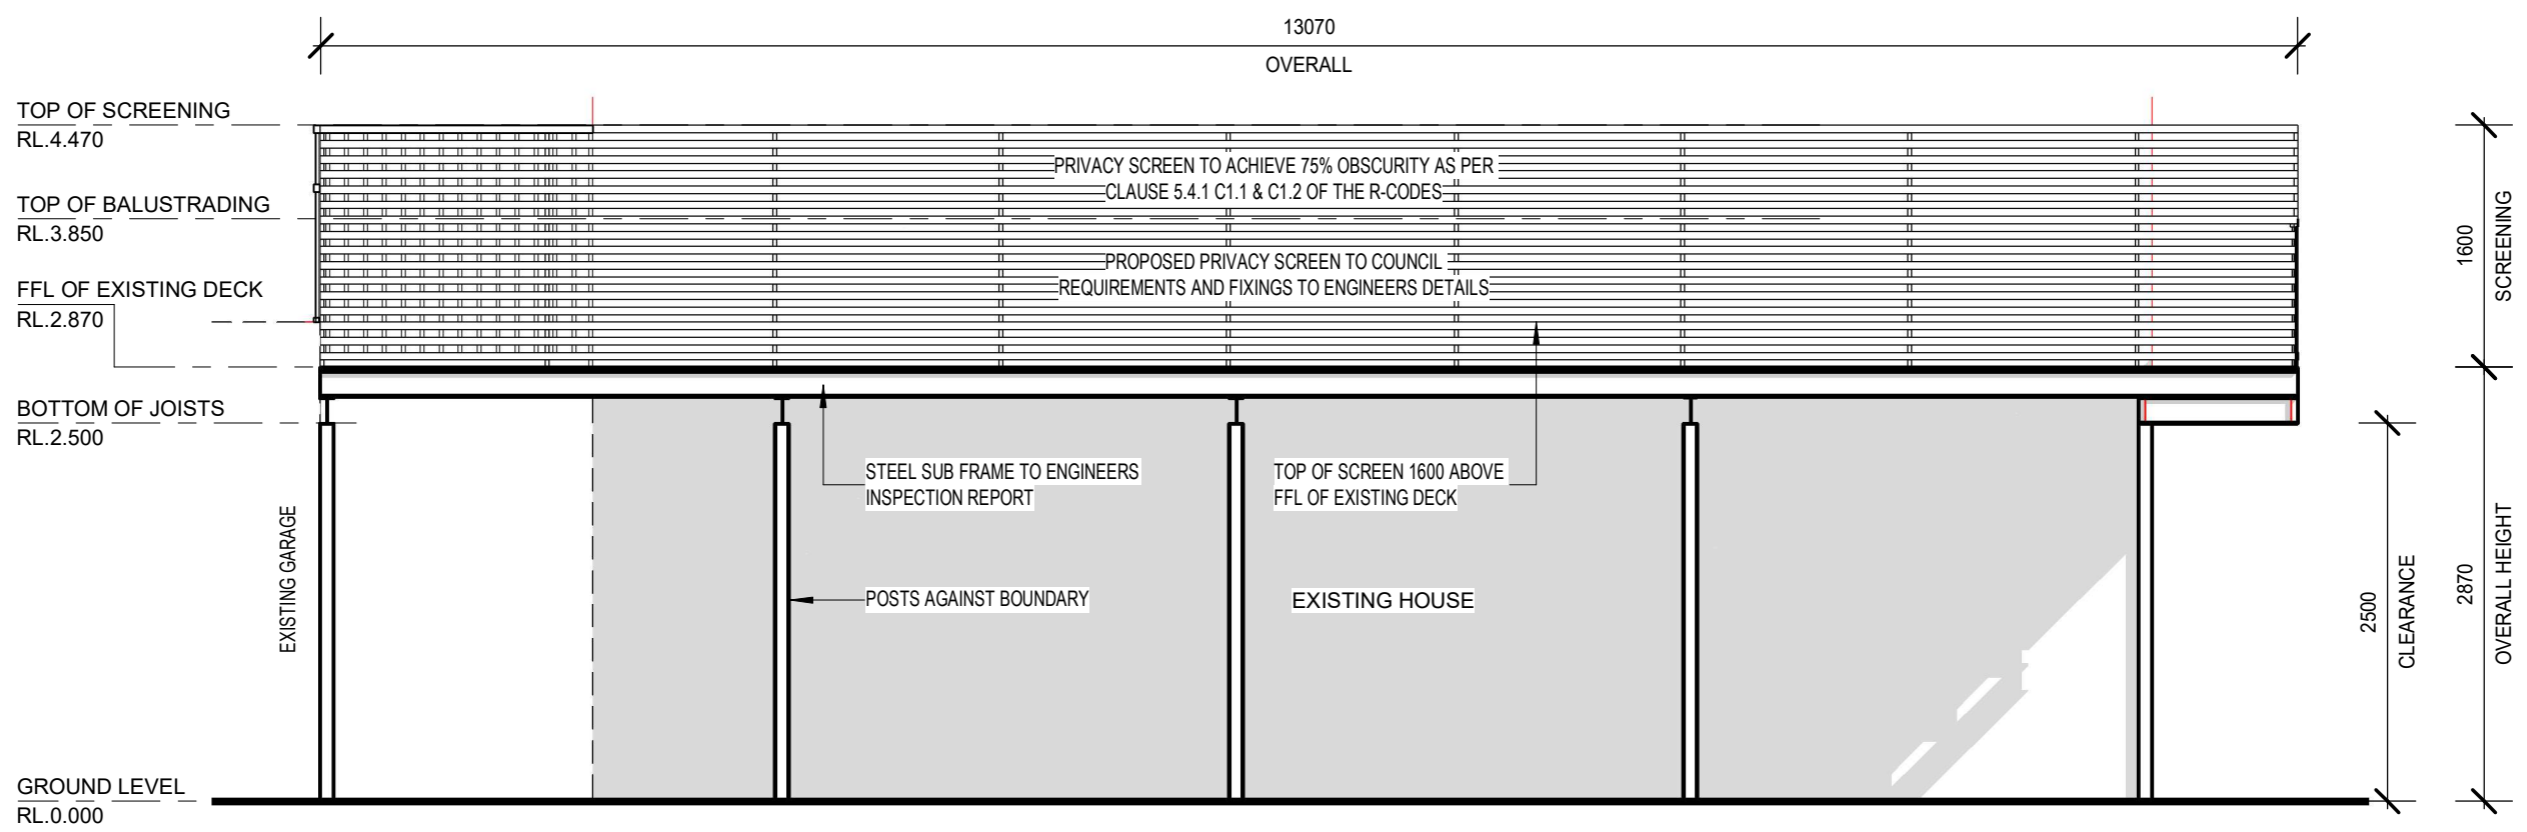 13070
OVERALL
TOP OF SCREENING
RL.4.470
PRIVACY SCREEN TO ACHIEVE 75% OBSCURITY AS PER
CLAUSE 5.4.1 C1.1 & C1.2 OF THE R-CODES
TOP OF BALUSTRADING
RL.3.850
PROPOSED PRIVACY SCREEN TO COUNCIL
REQUIREMENTS AND FIXINGS TO ENGINEERS DETAILS
1600
SCREENING
FFL OF EXISTING DECK
RL.2.870
BOTTOM OF JOISTS
RL.2.500
STEEL SUB FRAME TO ENGINEERS
INSPECTION REPORT
TOP OF SCREEN 1600 ABOVE
FFL OF EXISTING DECK
EXISTING GARAGE
POSTS AGAINST BOUNDARY
EXISTING HOUSE
2500
CLEARANCE
2870
OVERALL HEIGHT
GROUND LEVEL
RL.0.000